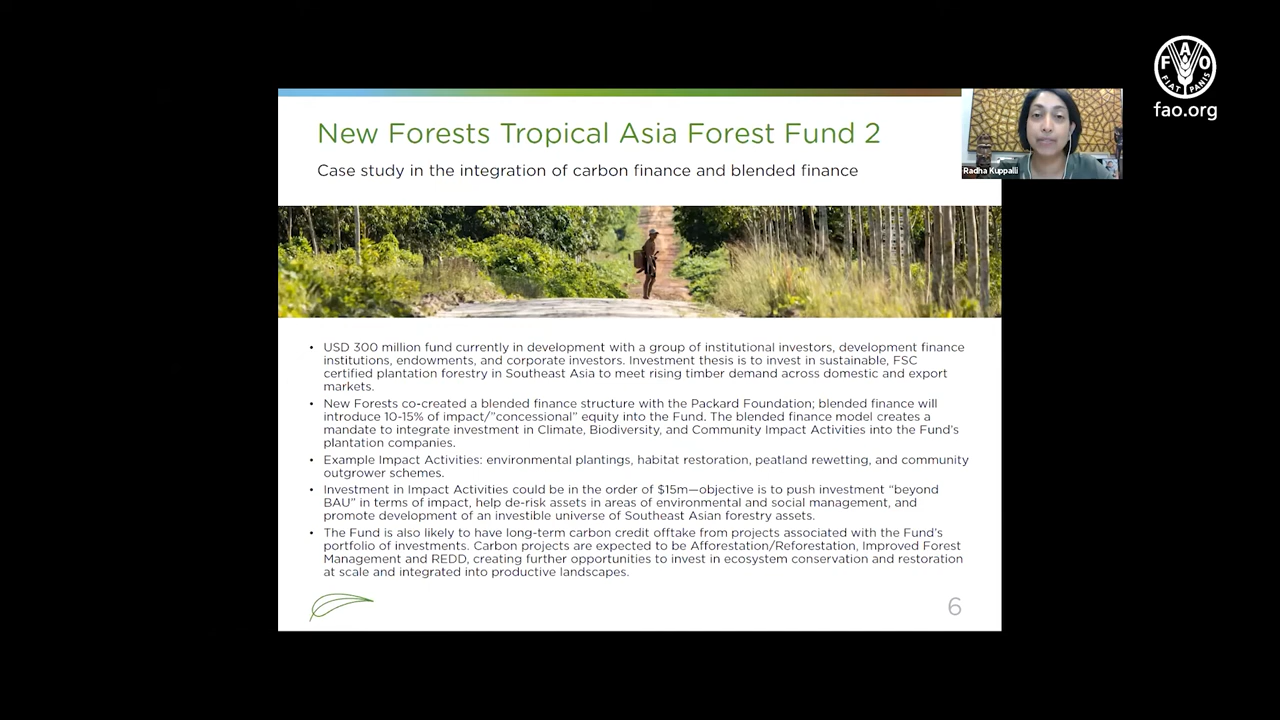 FAO
FIAT PANIS
fao.org
New Forests Tropical Asia Forest Fund 2
Case study in the integration of carbon finance and blended finance
Radha Kuppalli
• USD 300 million fund currently in development with a group of institutional investors, development finance
institutions, endowments, and corporate investors. Investment thesis is to invest in sustainable, FSC
certified plantation forestry in Southeast Asia to meet rising timber demand across domestic and export
markets.
• New Forests co-created a blended finance structure with the Packard Foundation; blended finance will
introduce 10-15% of impact/"concessional" equity into the Fund. The blended finance model creates a
mandate to integrate investment in Climate, Biodiversity, and Community Impact Activities into the Fund's
plantation companies.
• Example Impact Activities: environmental plantings, habitat restoration, peatland rewetting, and community
outgrower schemes.
• Investment in Impact Activities could be in the order of $15m—objective is to push investment "beyond
BAU" in terms of impact, help de-risk assets in areas of environmental and social management, and
promote development of an investible universe of Southeast Asian forestry assets.
• The Fund is also likely to have long-term carbon credit offtake from projects associated with the Fund's
portfolio of investments. Carbon projects are expected to be Afforestation/Reforestation, Improved Forest
Management and REDD, creating further opportunities to invest in ecosystem conservation and restoration
at scale and integrated into productive landscapes.
6